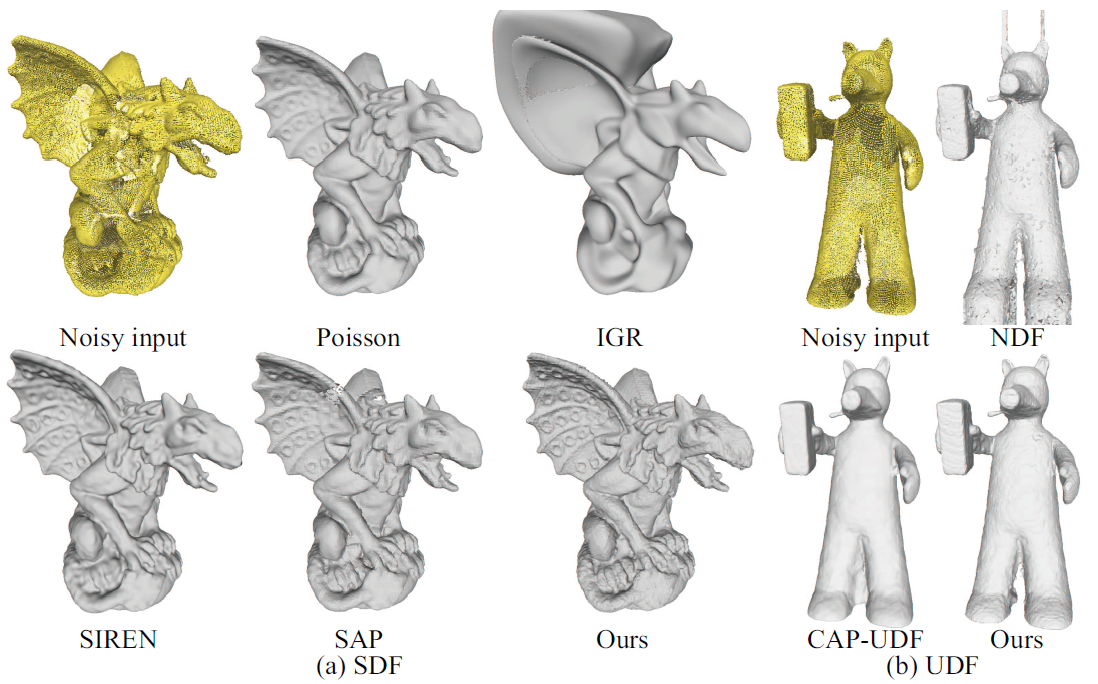 Noisy input
Poisson
IGR
Noisy input
NDF
SIREN
SAP
Ours
CAP-UDF
Ours
(a) SDF
(b) UDF